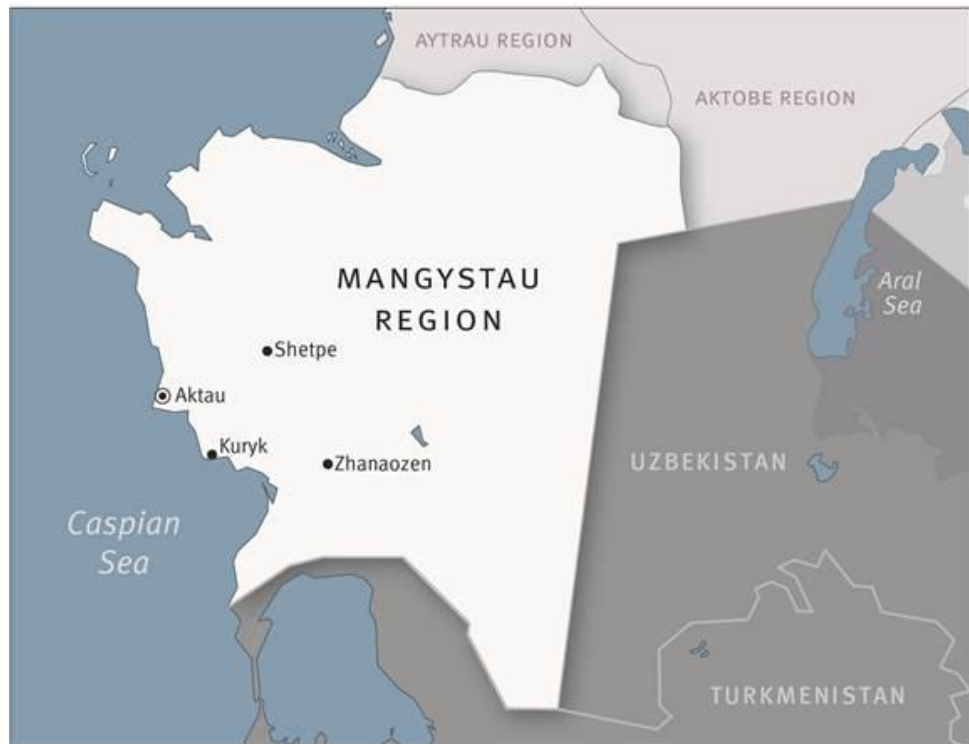 AYTRAU REGION
AKTOBE REGION
MANGYSTAU
REGION
Aral
Sea
Shetpe
Aktau
Kuryk
Zhanaozen
UZBEKISTAN
Caspian
Sea
TURKMENISTAN